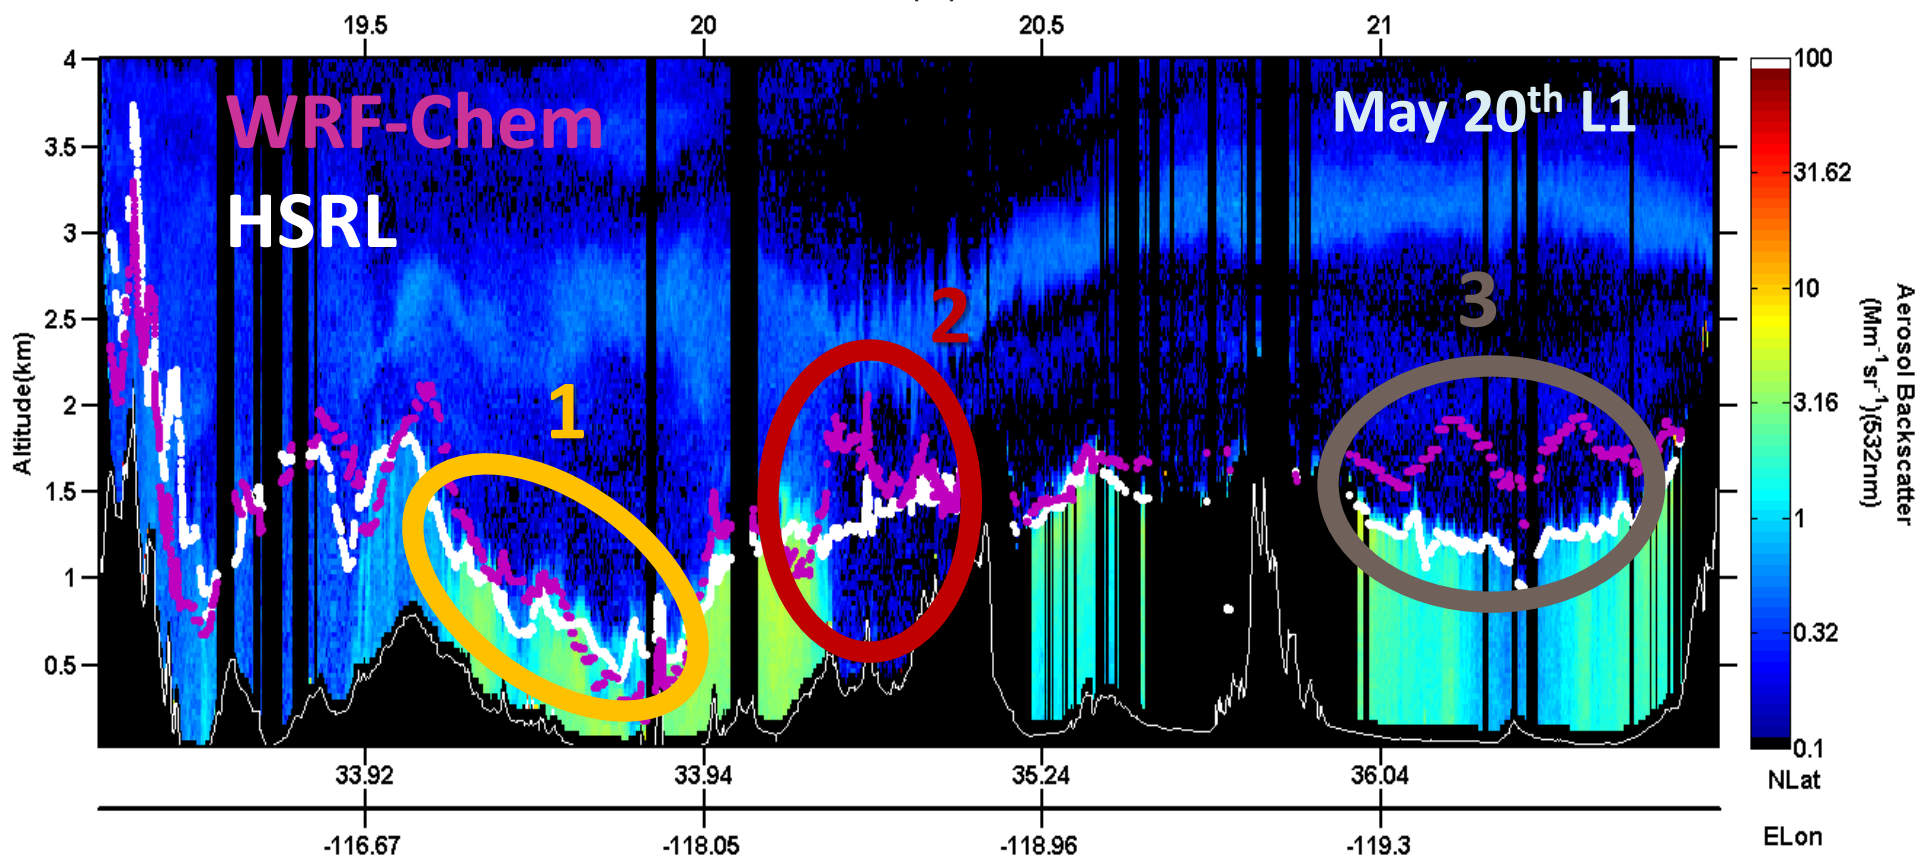 19.5 20 20.5 21
4
3.5
3
2.5
2
1.5
1
0.5
Altitude(km)
WRF-Chem
HSRL
May 20th L1
1
2
3
100
31.62
10
3.16
1
0.32
0.1
Aerosol Backscatter
(Mm-1sr-1)(532nm)
33.92 33.94 35.24 36.04
NLat
-116.67 -118.05 -118.96 -119.3
ELon